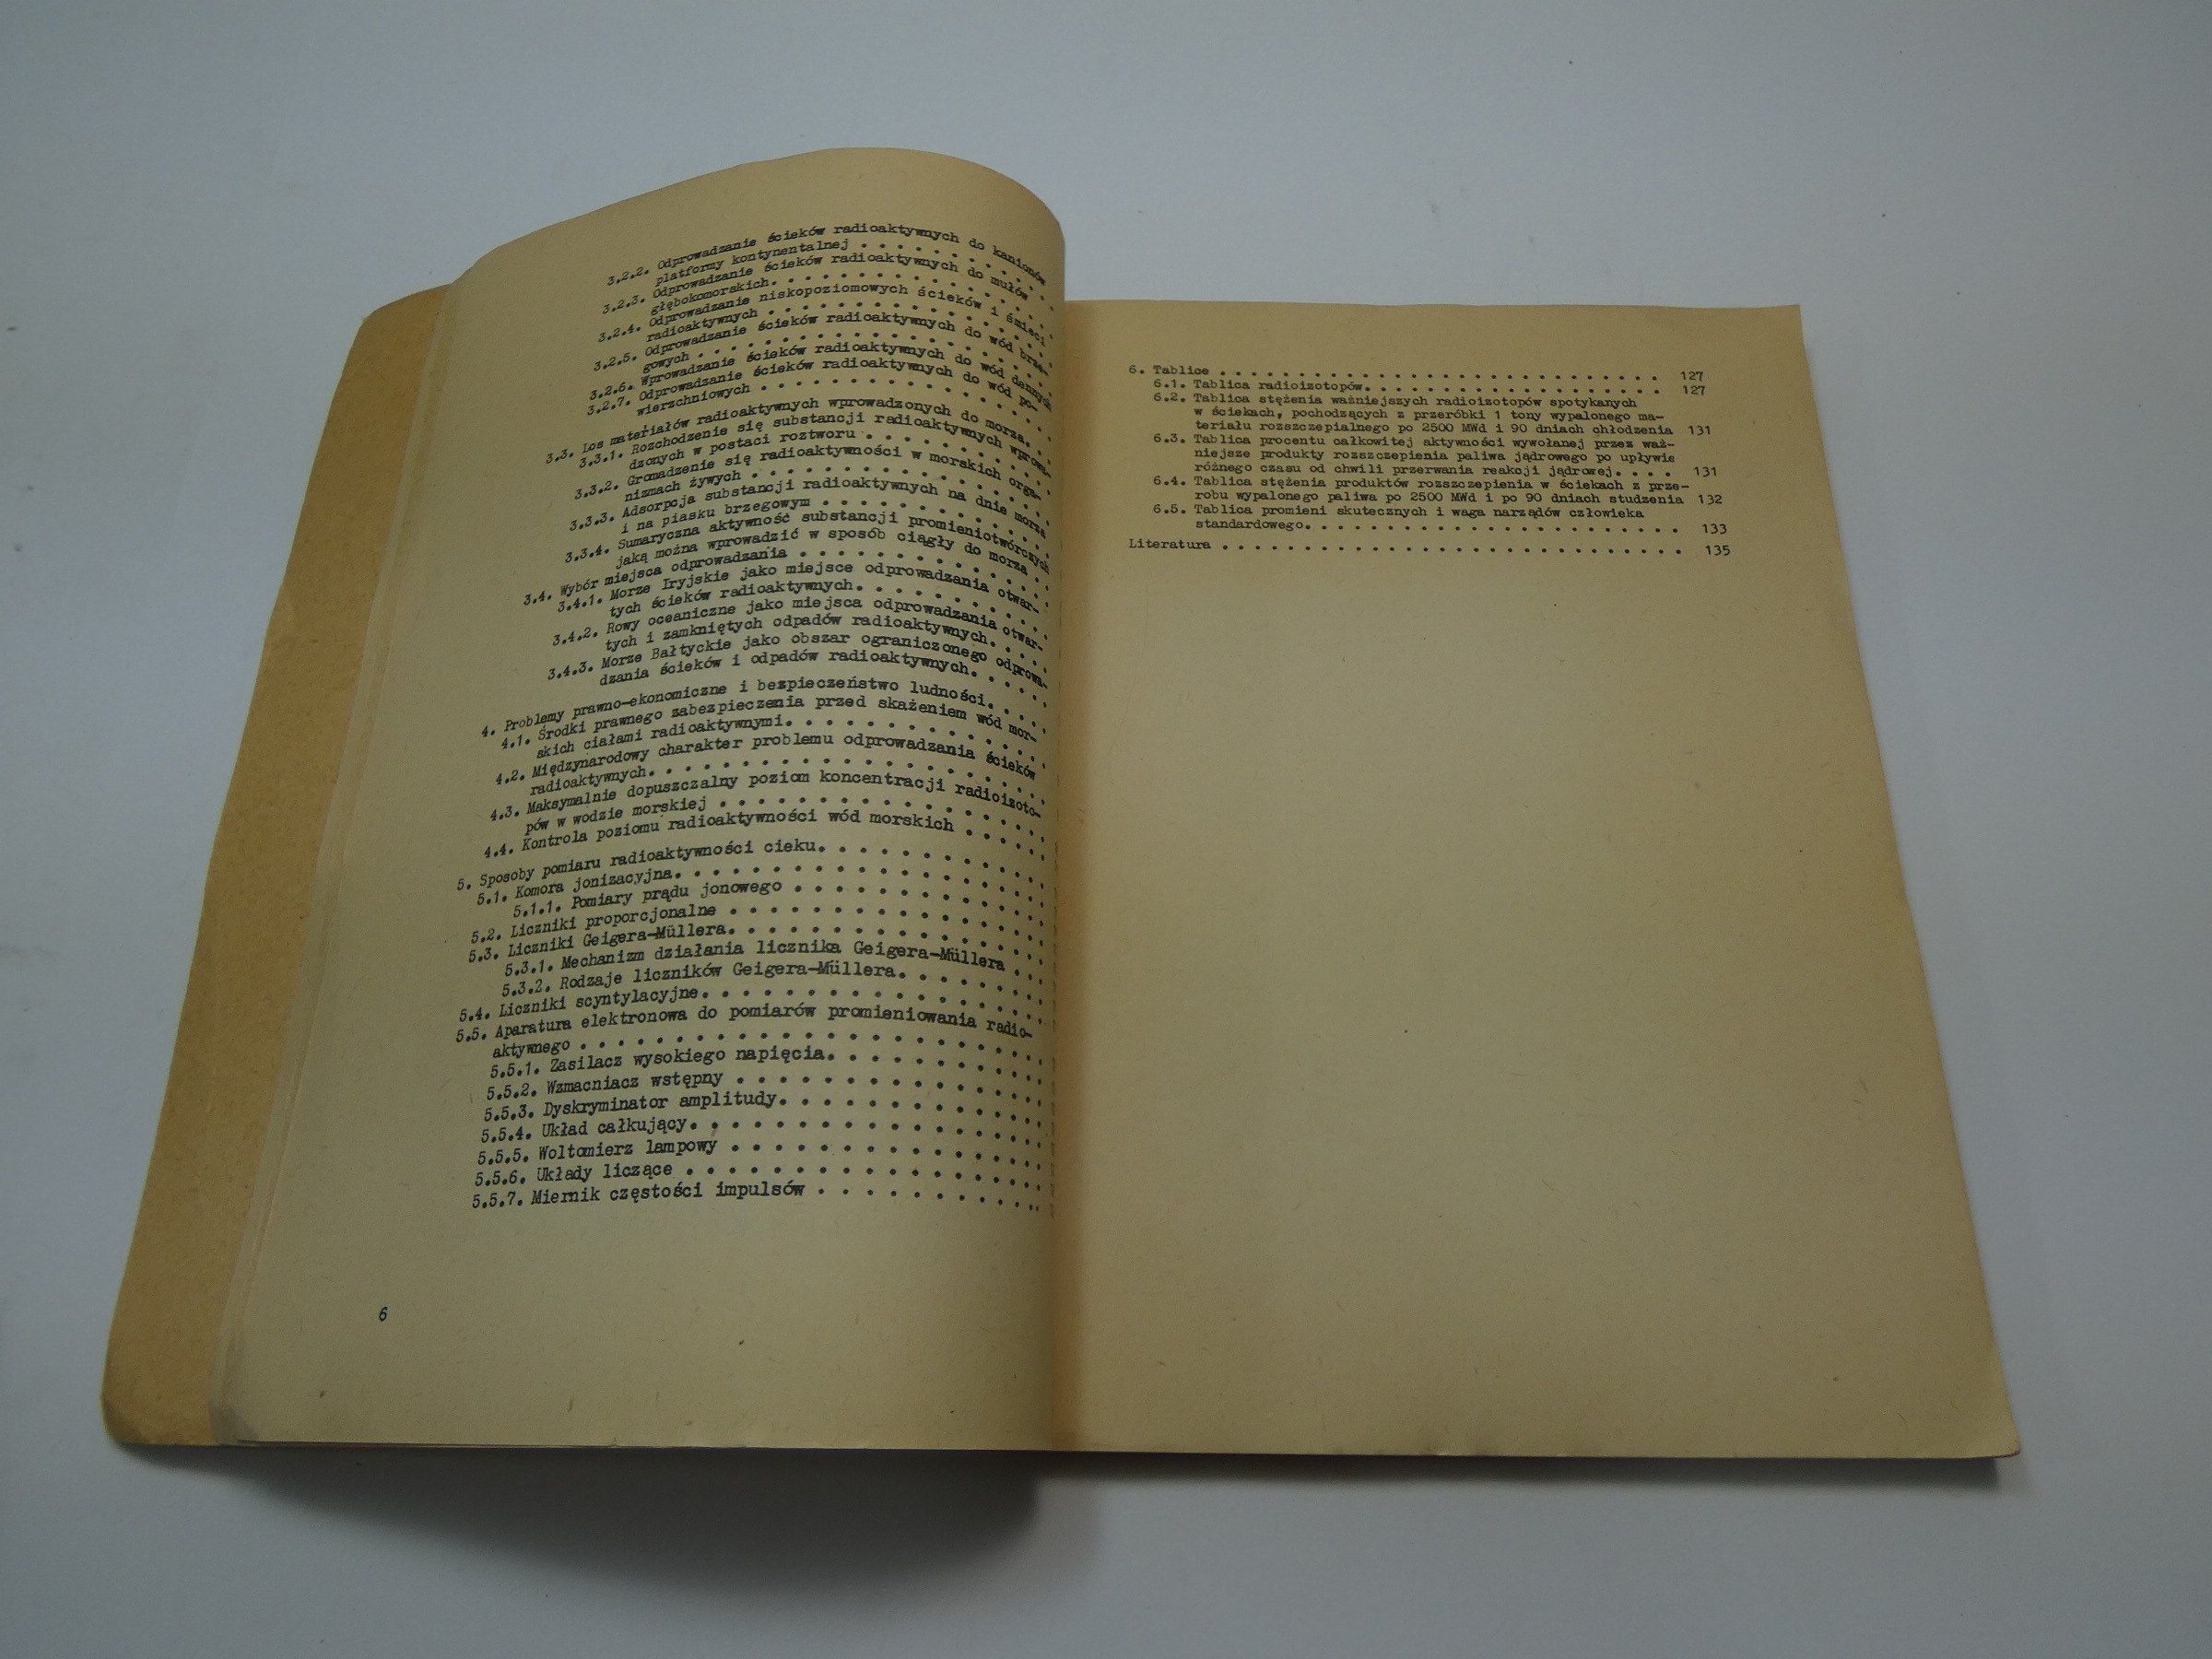 3.2.2. Odprowadzanie ścieków radioaktywnych do kanionów
platformy kontynentalnej . . . . . . . . . .
3.2.3. Odprowadzanie ścieków radioaktywnych do mułów
głębokomorskich. . . . . . . . . . . . . .
3.2.4. Odprowadzanie niskopoziomowych ścieków i śmieci
radioaktywnych . . . . . . . . . . . . . .
3.2.5. Odprowadzanie ścieków radioaktywnych do wód brze-
gowych . . . . . . . . . . . . . . . . . .
3.2.6. Wprowadzanie ścieków radioaktywnych do wód dennych
3.2.7. Odprowadzanie ścieków radioaktywnych do wód po-
wierzchniowych . . . . . . . . . . . . . .
3.3. Los materiałów radioaktywnych wprowadzonych do morza.
3.3.1. Rozchodzenie się substancji radioaktywnych wprowa-
dzonych w postaci roztworu . . . . . . . .
3.3.2. Gromadzenie się radioaktywności w morskich orga-
nizmach żywych . . . . . . . . . . . . . .
3.3.3. Adsorpcja substancji radioaktywnych na dnie morza
i na piasku brzegowym . . . . . . . . . .
3.3.4. Sumaryczna aktywność substancji promieniotwórczych
jaką można wprowadzić w sposób ciągły do morza . .
3.4. Wybór miejsca odprowadzania . . . . . . . . . .
3.4.1. Morze Iryjskie jako miejsce odprowadzania otwar-
tych ścieków radioaktywnych. . . . . . . . .
3.4.2. Rowy oceaniczne jako miejsca odprowadzania otwar-
tych i zamkniętych odpadów radioaktywnych. . . . .
3.4.3. Morze Bałtyckie jako obszar ograniczonego odprowa-
dzania ścieków i odpadów radioaktywnych. . . . .
4. Problemy prawno-ekonomiczne i bezpieczeństwo ludności. . . .
4.1. Środki prawnego zabezpieczenia przed skażeniem wód mor-
skich ciałami radioaktywnymi. . . . . . . . . . .
4.2. Międzynarodowy charakter problemu odprowadzania ścieków
radioaktywnych. . . . . . . . . . . . . . . . .
4.3. Maksymalnie dopuszczalny poziom koncentracji radioizoto-
pów w wodzie morskiej . . . . . . . . . . . . . .
4.4. Kontrola poziomu radioaktywności wód morskich . . . . .
5. Sposoby pomiaru radioaktywności cieku. . . . . . . . . .
5.1. Komora jonizacyjna. . . . . . . . . . . . . . .
5.1.1. Pomiary prądu jonowego . . . . . . . . . . .
5.2. Liczniki proporcjonalne . . . . . . . . . . . . .
5.3. Liczniki Geigera-Müllera. . . . . . . . . . . . .
5.3.1. Mechanizm działania licznika Geigera-Müllera . . .
5.3.2. Rodzaje liczników Geigera-Müllera. . . . . . .
5.4. Liczniki scyntylacyjne. . . . . . . . . . . . . .
5.5. Aparatura elektronowa do pomiarów promieniowania radio-
aktywnego . . . . . . . . . . . . . . . . . . .
5.5.1. Zasilacz wysokiego napięcia. . . . . . . . . .
5.5.2. Wzmacniacz wstępny . . . . . . . . . . . . .
5.5.3. Dyskryminator amplitudy. . . . . . . . . . . .
5.5.4. Układ całkujący. . . . . . . . . . . . . . .
5.5.5. Woltomierz lampowy . . . . . . . . . . . . .
5.5.6. Układy liczące . . . . . . . . . . . . . . .
5.5.7. Miernik częstości impulsów . . . . . . . . . .
6
6. Tablice . . . . . . . . . . . . . . . . . . . . . . . . 127
6.1. Tablica radioizotopów. . . . . . . . . . . . . . . . 127
6.2. Tablica stężenia ważniejszych radioizotopów spotykanych
w ściekach, pochodzących z przeróbki 1 tony wypalonego ma-
teriału rozszczepialnego po 2500 MWd i 90 dniach chłodzenia 131
6.3. Tablica procentu całkowitej aktywności wywołanej przez waż-
niejsze produkty rozszczepienia paliwa jądrowego po upływie
różnego czasu od chwili przerwania reakcji jądrowej. . . . 131
6.4. Tablica stężenia produktów rozszczepienia w ściekach z prze-
robu wypalonego paliwa po 2500 MWd i po 90 dniach studzenia 132
6.5. Tablica promieni skutecznych i waga narządów człowieka
standardowego. . . . . . . . . . . . . . . . . . . . 133
Literatura . . . . . . . . . . . . . . . . . . . . . . . . 135